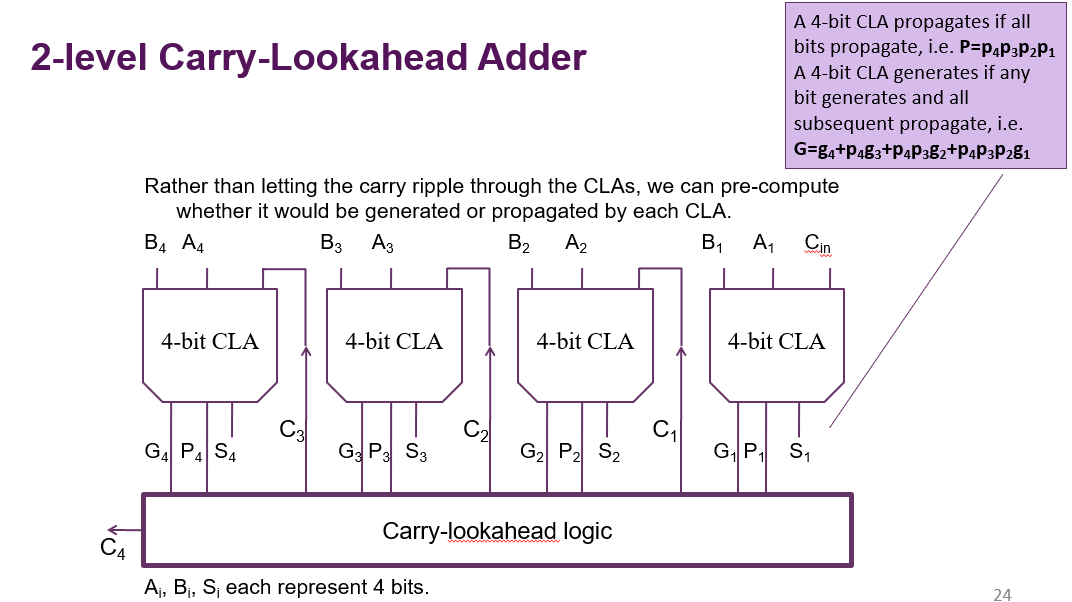 2-level Carry-Lookahead Adder
A 4-bit CLA propagates if all
bits propagate, i.e. P=p₄p₃p₂p₁
A 4-bit CLA generates if any
bit generates and all
subsequent propagate, i.e.
G=g₄+p₄g₃+p₄p₃g₂+p₄p₃p₂g₁
Rather than letting the carry ripple through the CLAs, we can pre-compute
whether it would be generated or propagated by each CLA.
B₄ A₄ B₃ A₃ B₂ A₂ B₁ A₁ Cin
4-bit CLA 4-bit CLA 4-bit CLA 4-bit CLA
C₃ C₂ C₁
G₄ P₄ S₄ G₃ P₃ S₃ G₂ P₂ S₂ G₁ P₁ S₁
Carry-lookahead logic
C₄
Aᵢ, Bᵢ, Sᵢ each represent 4 bits.
24